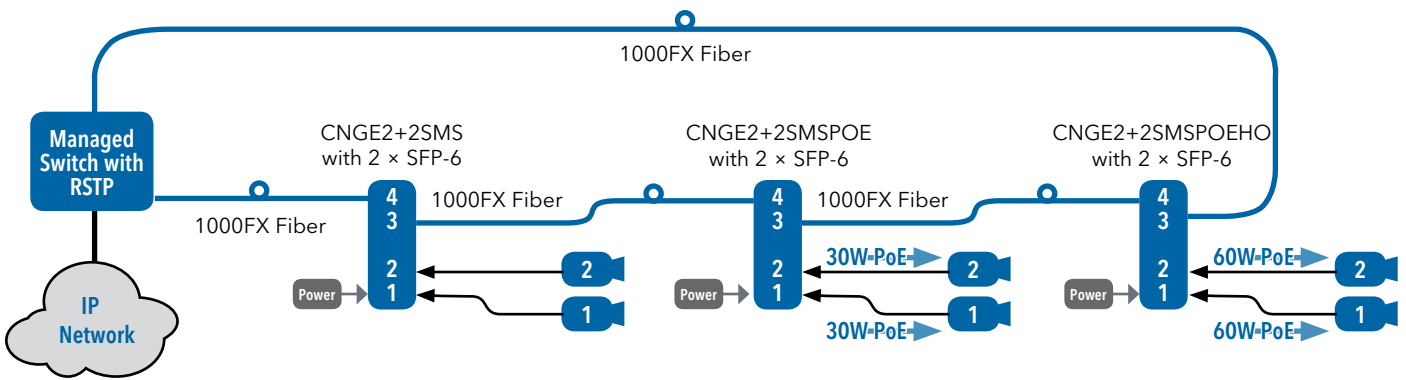 1000FX Fiber
Managed
Switch with
RSTP
CNGE2+2SMS
with 2 × SFP-6
CNGE2+2SMSPOE
with 2 × SFP-6
CNGE2+2SMSPOEHO
with 2 × SFP-6
1000FX Fiber
4
3
2
1
1000FX Fiber
4
3
2
1
1000FX Fiber
4
3
2
1
Power
2
1
Power
30W-PoE
2
1
30W-PoE
Power
60W-PoE
2
1
60W-PoE
IP
Network